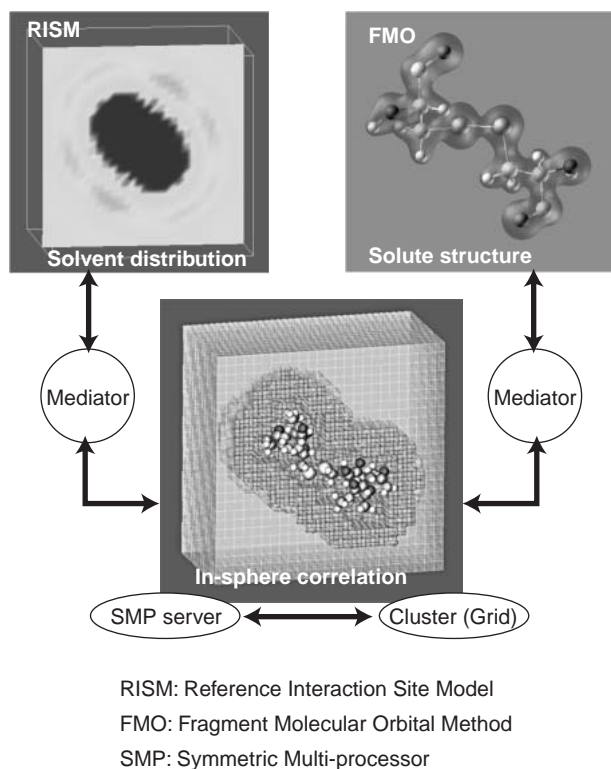 RISM
FMO
Solvent distribution
Solute structure
Mediator
Mediator
In-sphere correlation
SMP server
Cluster (Grid)
RISM: Reference Interaction Site Model
FMO: Fragment Molecular Orbital Method
SMP: Symmetric Multi-processor